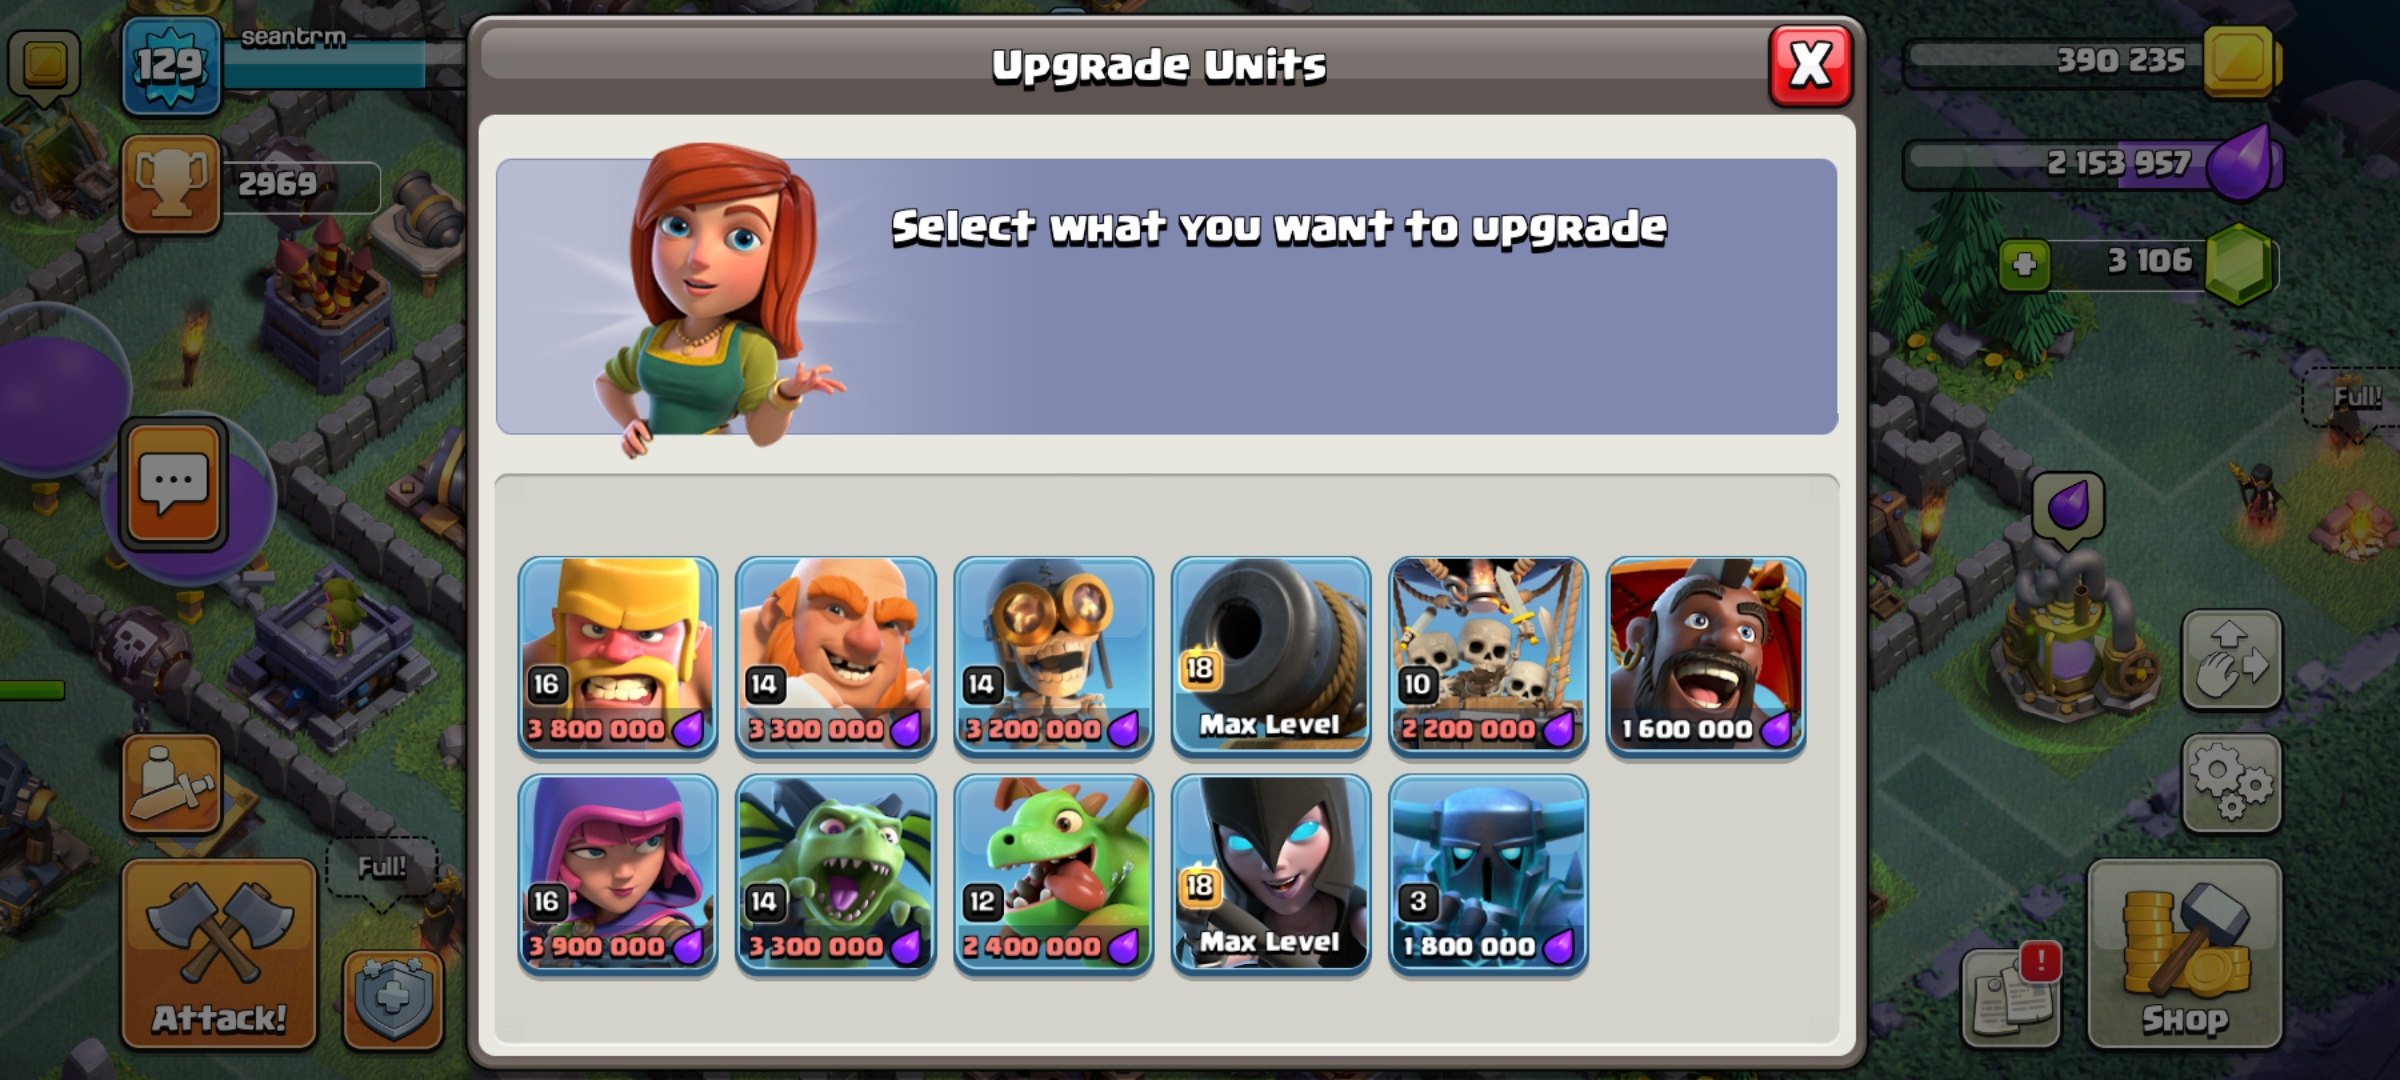 seantrm
129
2969
Upgrade Units
X
390 235
2 153 957
3 106
Select what you want to upgrade
Full!
16
3 800 000
14
3 300 000
14
3 200 000
18
Max Level
10
2 200 000
1 600 000
16
3 900 000
14
3 300 000
12
2 400 000
18
Max Level
3
1 800 000
Full!
Attack!
!
Shop